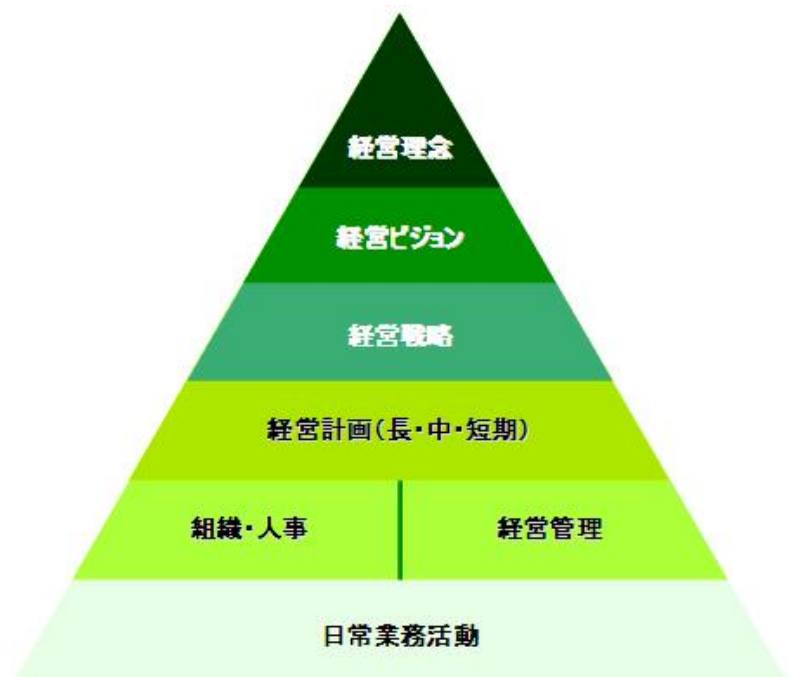 経営理念
経営ビジョン
経営戦略
経営計画(長・中・短期)
組織・人事
経営管理
日常業務活動